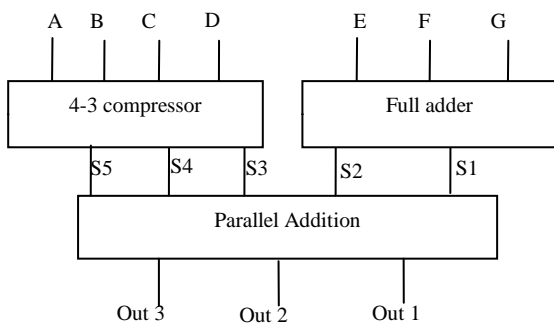 A B C D E F G
4-3 compressor Full adder
S5 S4 S3 S2 S1
Parallel Addition
Out 3 Out 2 Out 1